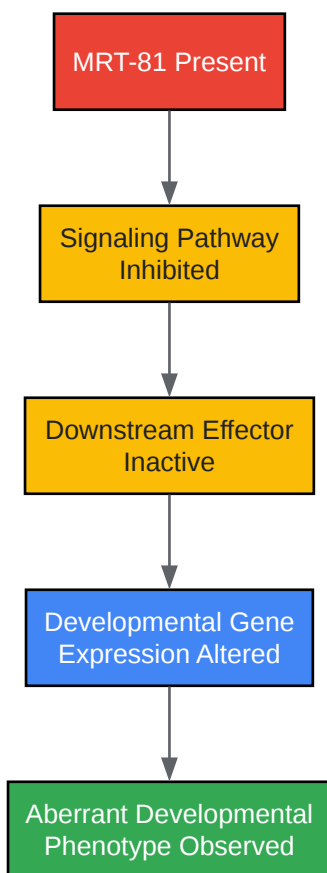 MRT-81 Present
Signaling Pathway
Inhibited
Downstream Effector
Inactive
Developmental Gene
Expression Altered
Aberrant Developmental
Phenotype Observed